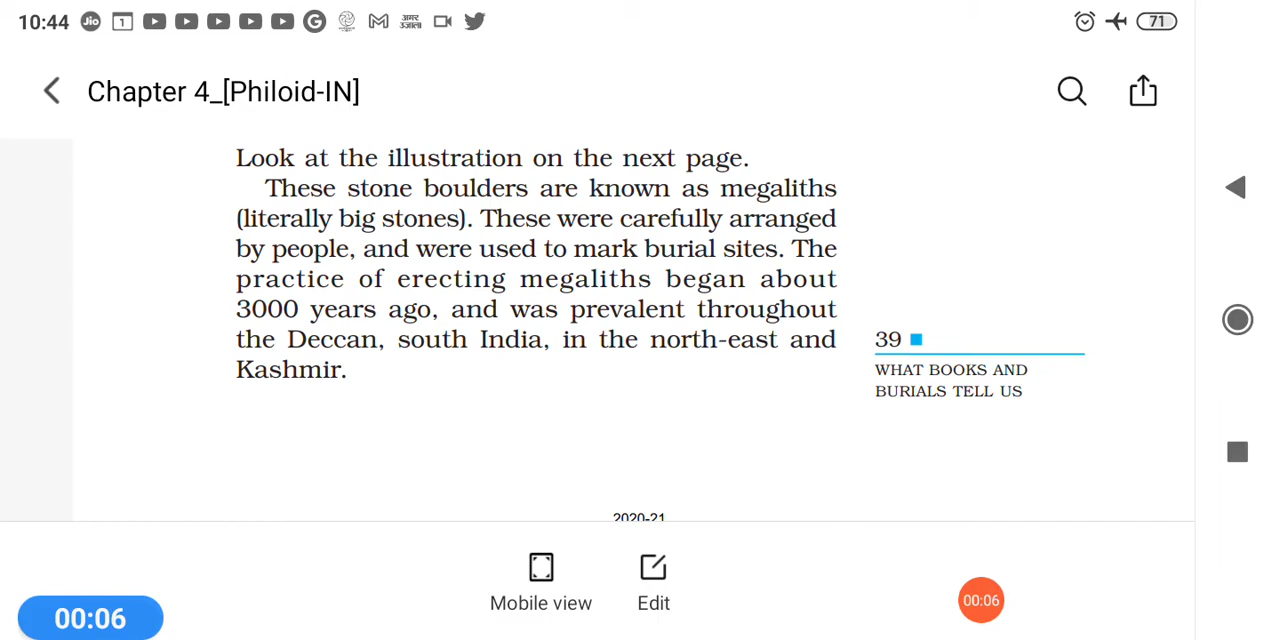 10:44 Jio 1 G अमर उजाला 71
Chapter 4_[Philoid-IN]
Look at the illustration on the next page.
These stone boulders are known as megaliths
(literally big stones). These were carefully arranged
by people, and were used to mark burial sites. The
practice of erecting megaliths began about
3000 years ago, and was prevalent throughout
the Deccan, south India, in the north-east and
Kashmir.
39
WHAT BOOKS AND
BURIALS TELL US
2020-21
Mobile view
Edit
00:06
00:06